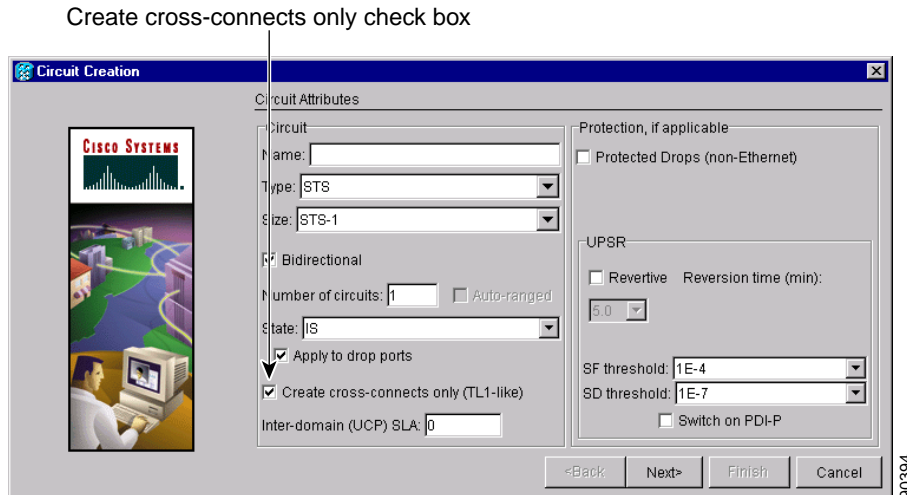 Create cross-connects only check box
Circuit Creation
Circuit Attributes
CISCO SYSTEMS
Circuit
Name:
Type: STS
Size: STS-1
Bidirectional
Number of circuits: 1 Auto-ranged
State: IS
Apply to drop ports
Create cross-connects only (TL1-like)
Inter-domain (UCP) SLA: 0
Protection, if applicable
Protected Drops (non-Ethernet)
UPSR
Revertive Reversion time (min):
5.0
SF threshold: 1E-4
SD threshold: 1E-7
Switch on PDI-P
<Back Next> Finish Cancel